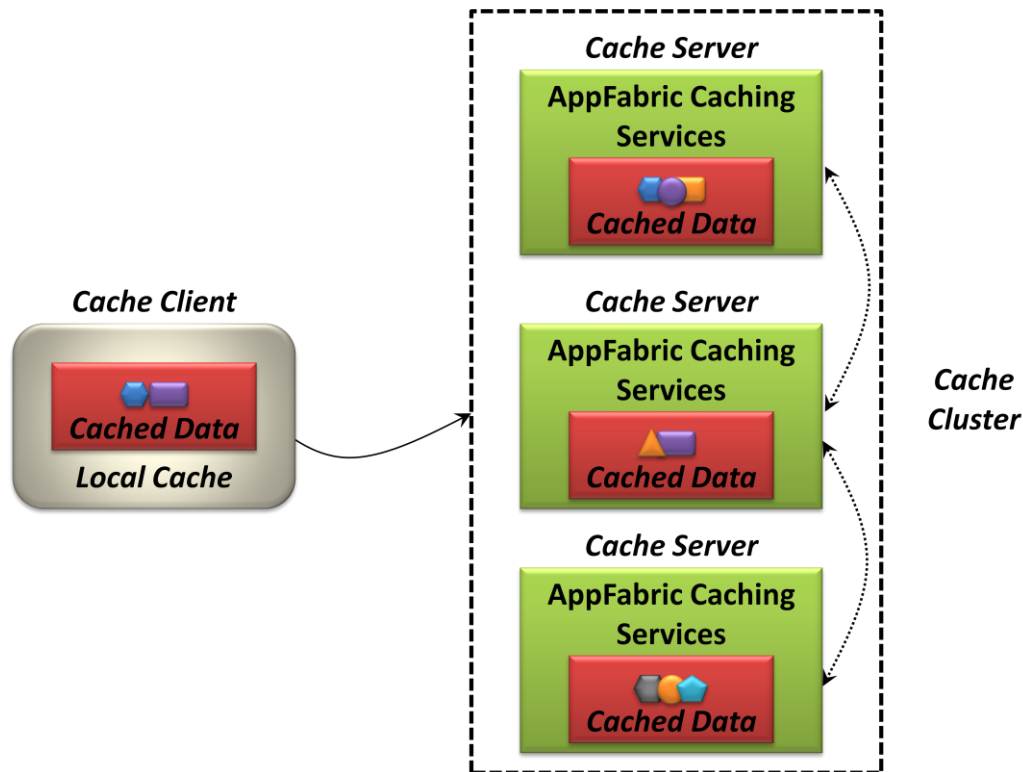 Cache Server
AppFabric Caching
Services
Cached Data
Cache Client
Cached Data
Local Cache
Cache Server
AppFabric Caching
Services
Cached Data
Cache Server
AppFabric Caching
Services
Cached Data
Cache
Cluster